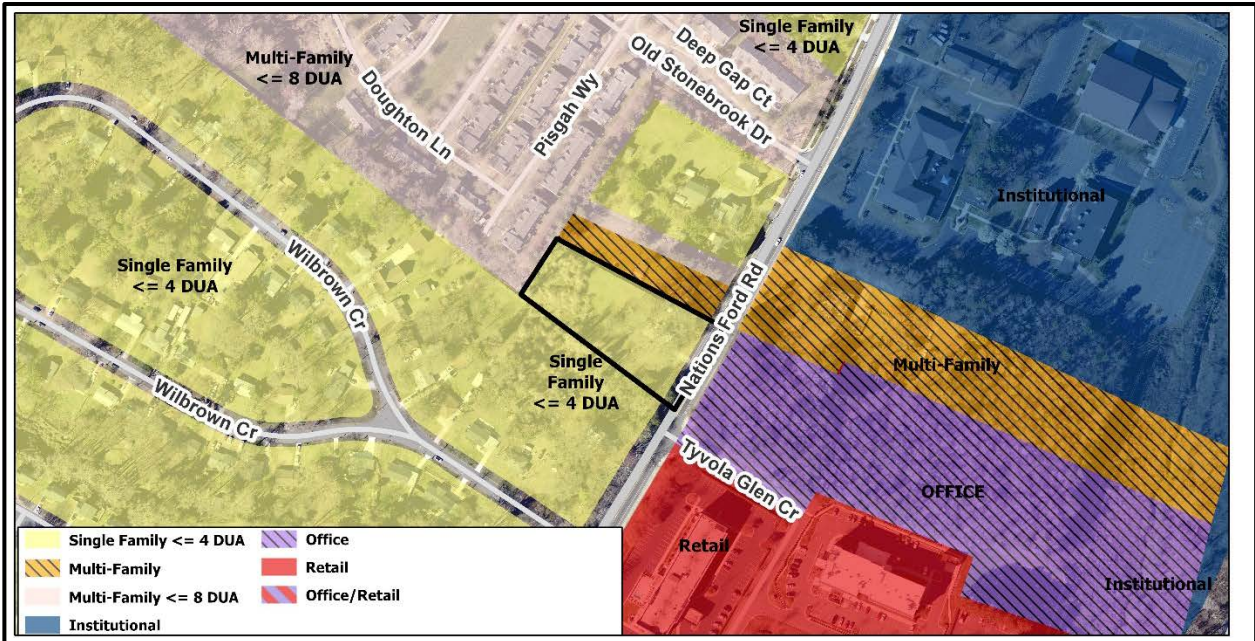 Single Family
<= 4 DUA
Deep Gap Ct
Old Stonebrook Dr
Multi-Family
<= 8 DUA
Doughton Ln
Pisgah Wy
Institutional
Wilbrown Cr
Single Family
<= 4 DUA
Nations Ford Rd
Single
Family
<= 4 DUA
Multi-Family
Wilbrown Cr
Tyvola Glen Cr
OFFICE
Retail
Institutional
Single Family <= 4 DUA
Multi-Family
Multi-Family <= 8 DUA
Institutional
Office
Retail
Office/Retail